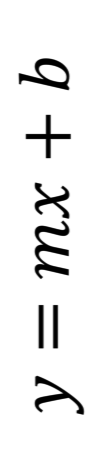 y = mx + b